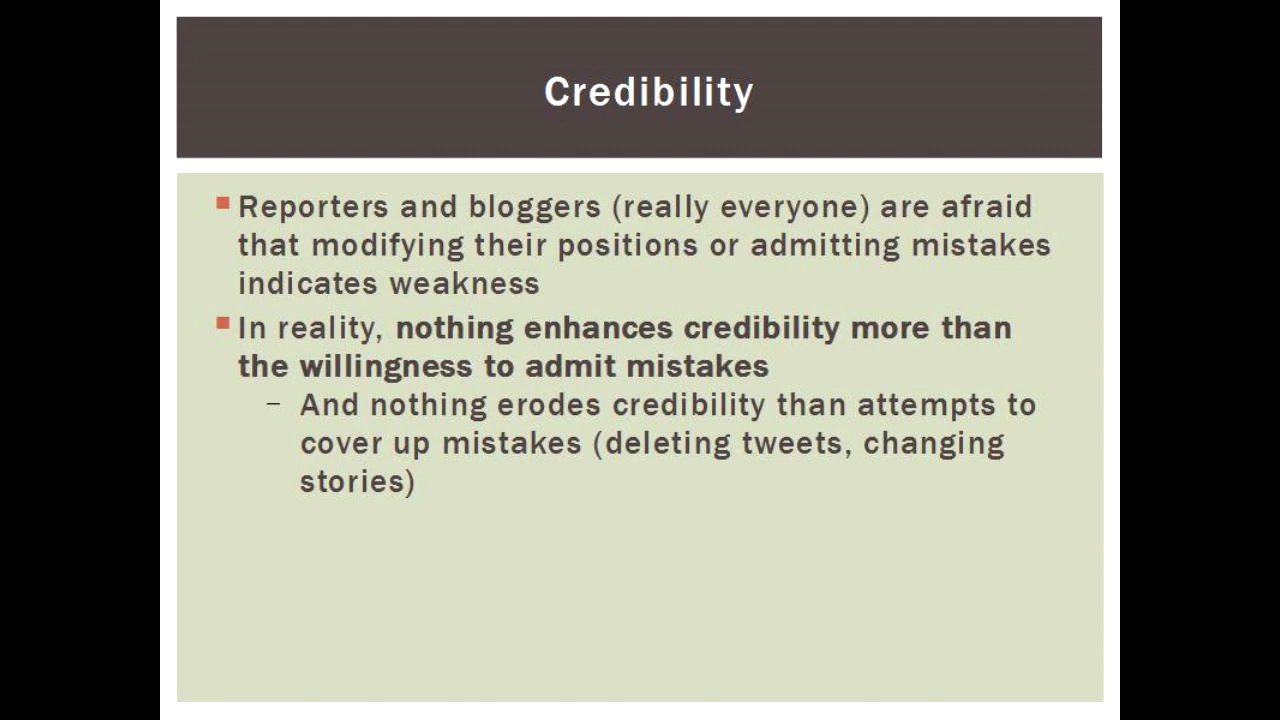 Credibility
Reporters and bloggers (really everyone) are afraid
that modifying their positions or admitting mistakes
indicates weakness
In reality, nothing enhances credibility more than
the willingness to admit mistakes
– And nothing erodes credibility than attempts to
cover up mistakes (deleting tweets, changing
stories)